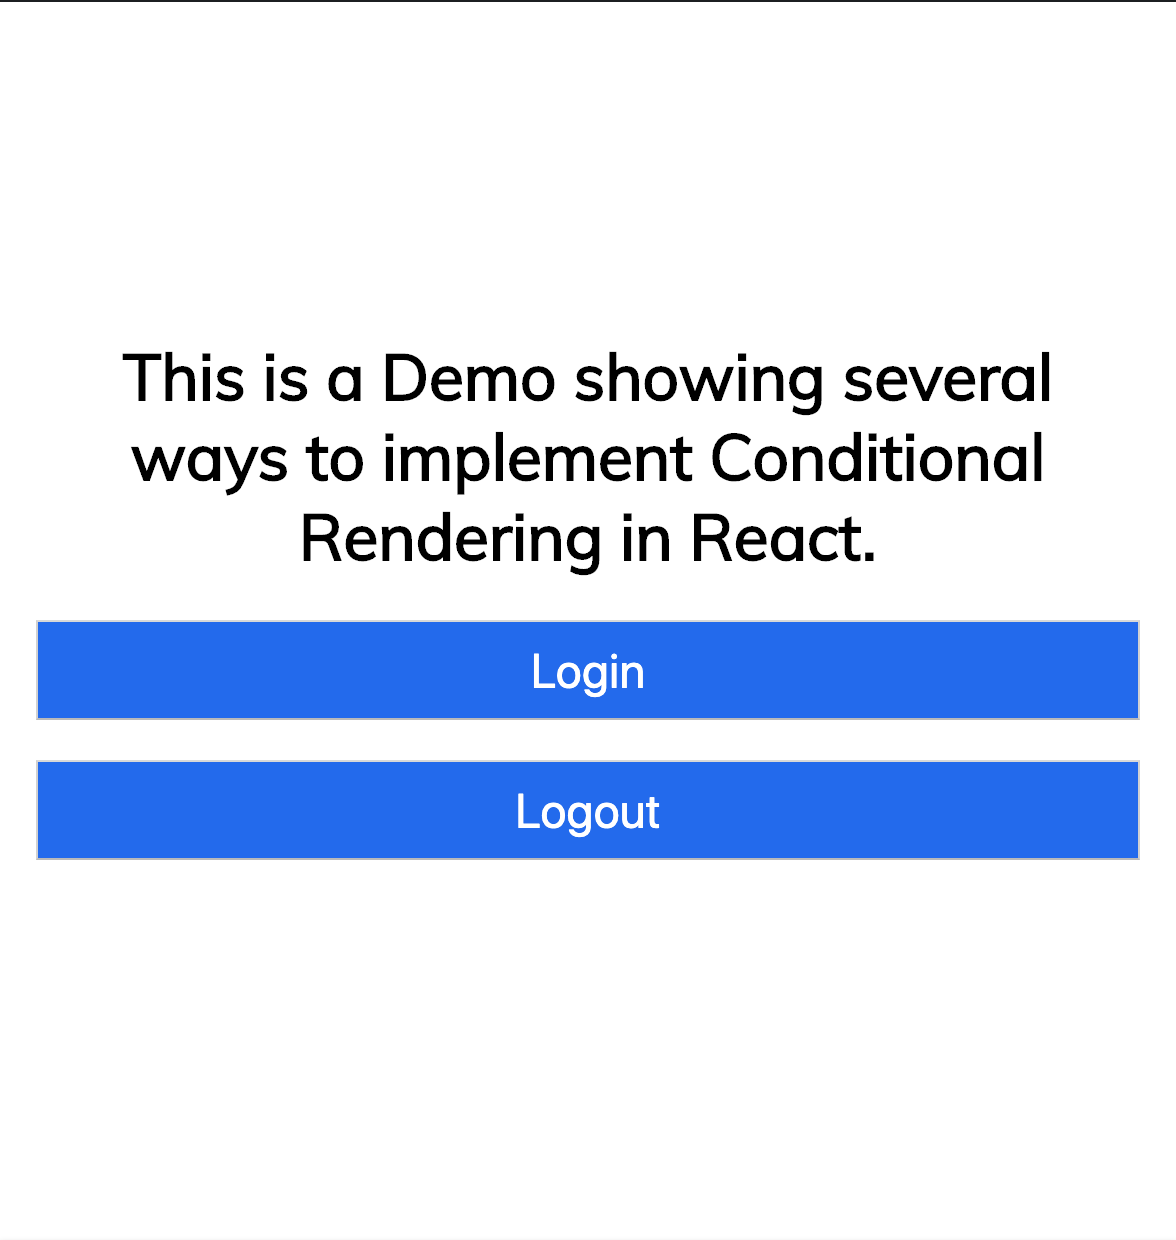 This is a Demo showing several
ways to implement Conditional
Rendering in React.
Login
Logout